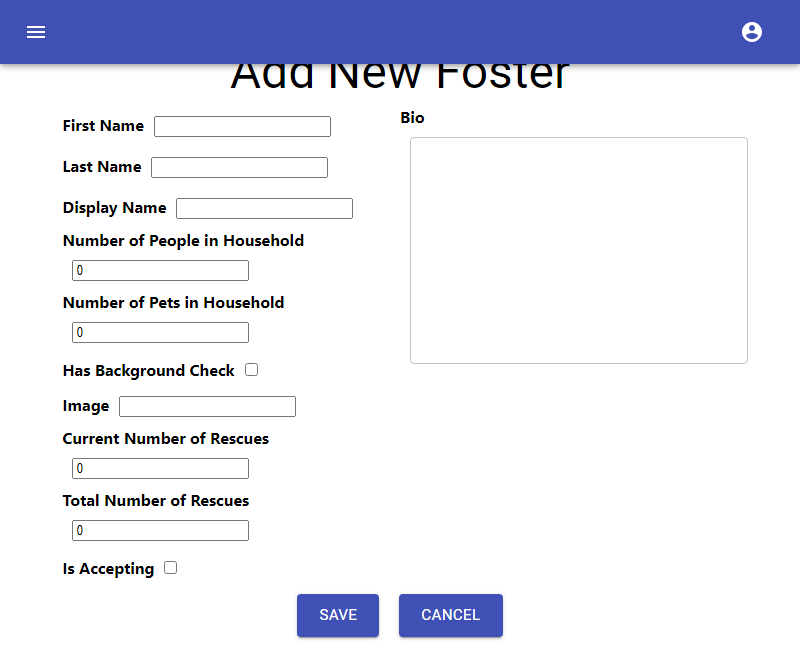 Add New Foster
First Name
Last Name
Display Name
Number of People in Household
0
Number of Pets in Household
0
Has Background Check
Image
Current Number of Rescues
0
Total Number of Rescues
0
Is Accepting
Bio
SAVE
CANCEL